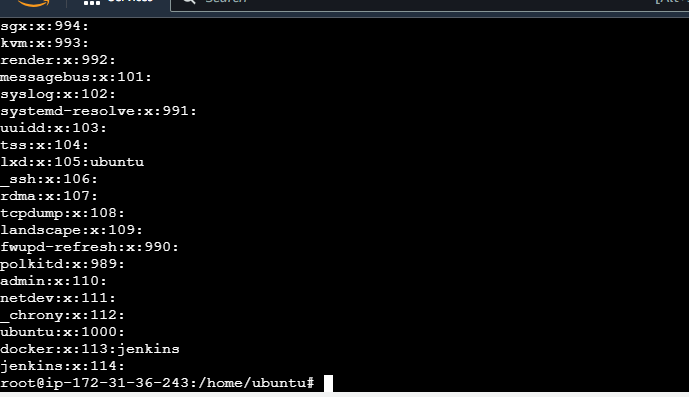 Services Search
sgx:x:994:
kvm:x:993:
render:x:992:
messagebus:x:101:
syslog:x:102:
systemd-resolve:x:991:
uuidd:x:103:
tss:x:104:
lxd:x:105:ubuntu
_ssh:x:106:
rdma:x:107:
tcpdump:x:108:
landscape:x:109:
fwupd-refresh:x:990:
polkitd:x:989:
admin:x:110:
netdev:x:111:
_chrony:x:112:
ubuntu:x:1000:
docker:x:113:jenkins
jenkins:x:114:
root@ip-172-31-36-243:/home/ubuntu#